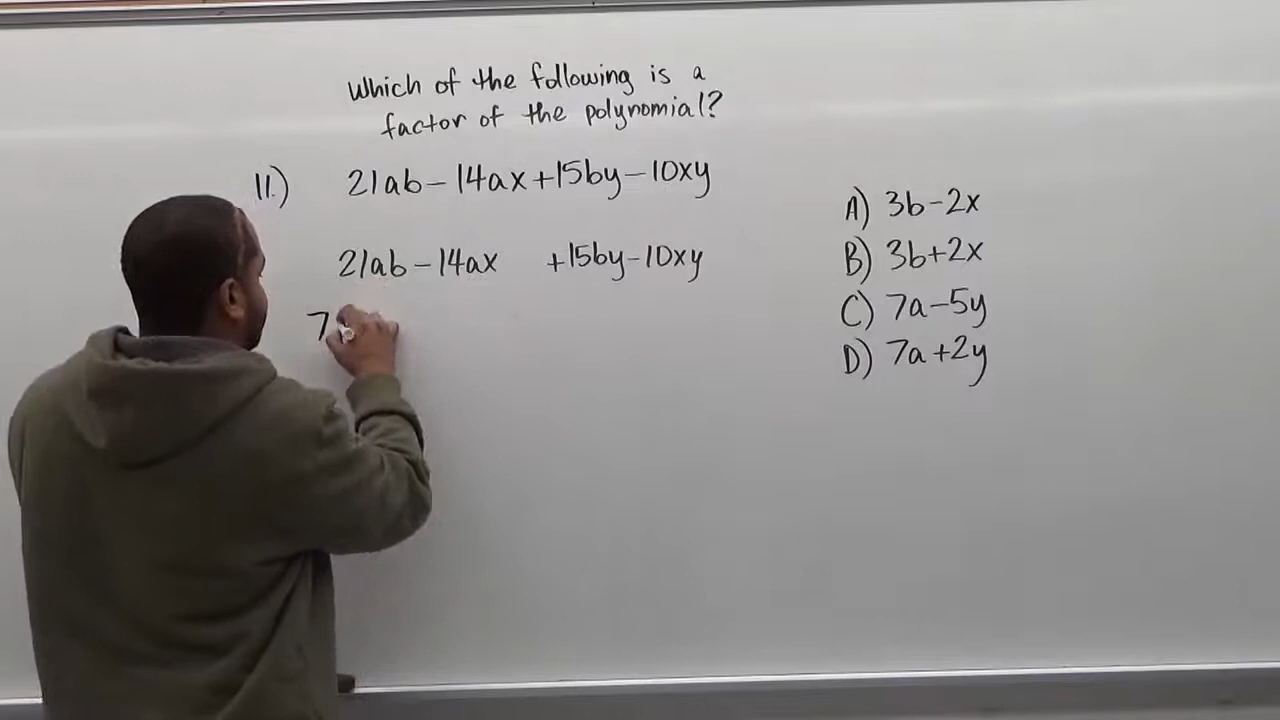 Which of the following is a
factor of the polynomial?
11.) 21ab-14ax+15by-10xy
21ab-14ax +15by-10xy
7
A) 3b-2x
B) 3b+2x
C) 7a-5y
D) 7a+2y